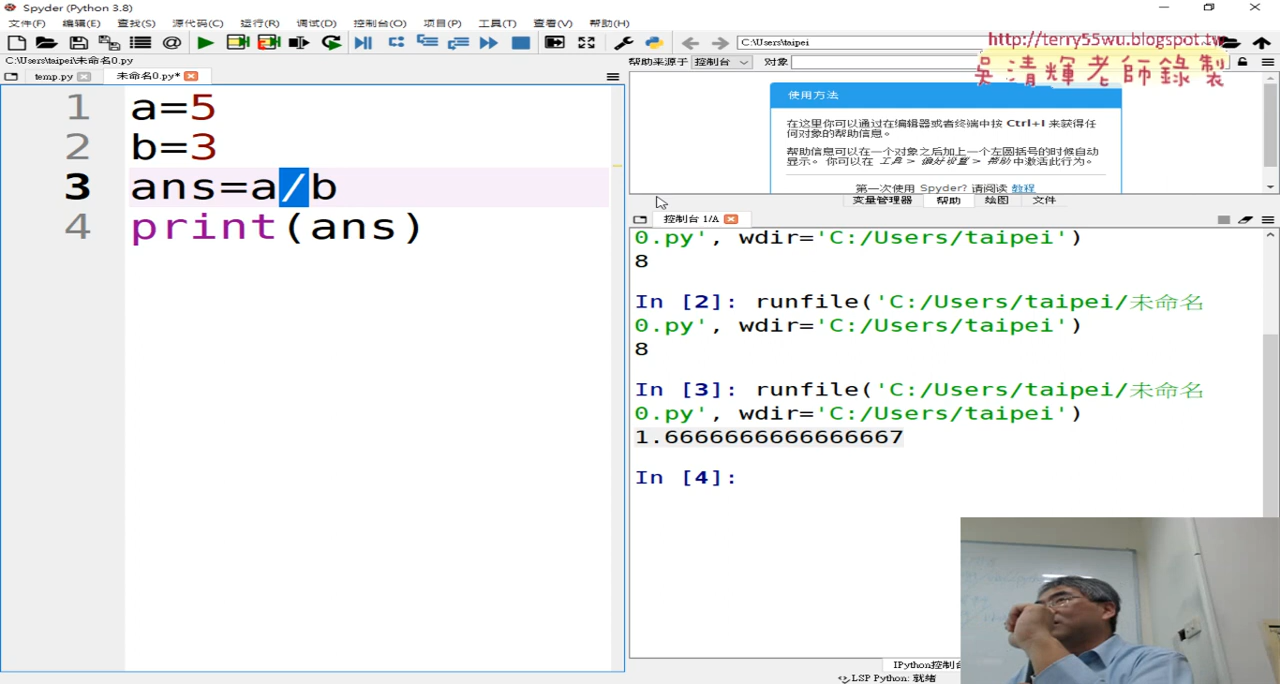 Spyder (Python 3.8)
文件(F) 编辑(E) 查找(S) 源代码(C) 运行(R) 调试(D) 控制台(O) 项目(P) 工具(T) 查看(V) 帮助(H)
C:\Users\taipei
http://terry55wu.blogspot.tw
吳清輝老師錄製
C:\Users\taipei\未命名0.py
temp.py 未命名0.py*
1 a=5
2 b=3
3 ans=a/b
4 print(ans)
帮助来源于 控制台 对象
使用方法
在这里你可以通过在编辑器或者终端中按 Ctrl+I 来获得任
何对象的帮助信息。
帮助信息可以在一个对象之后加上一个左圆括号的时候自动
显示。 你可以在 工具 > 偏好设置 > 帮助 中激活此行为。
第一次使用 Spyder? 请阅读 教程
变量管理器 帮助 绘图 文件
控制台 1/A
0.py', wdir='C:/Users/taipei')
8
In [2]: runfile('C:/Users/taipei/未命名
0.py', wdir='C:/Users/taipei')
8
In [3]: runfile('C:/Users/taipei/未命名
0.py', wdir='C:/Users/taipei')
1.6666666666666667
In [4]:
IPython控制台
LSP Python: 就绪